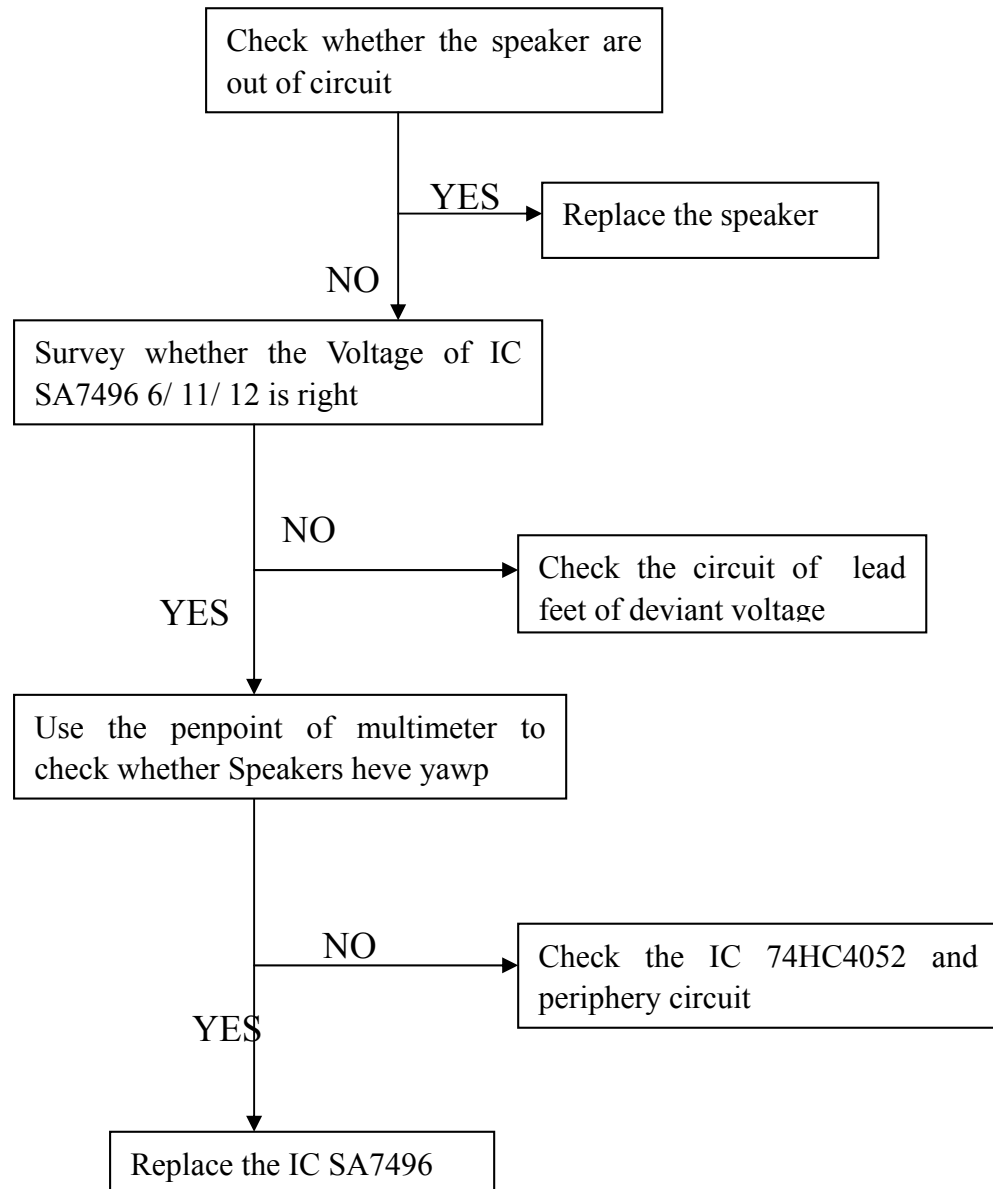 Check whether the speaker are
out of circuit
YES
Replace the speaker
NO
Survey whether the Voltage of IC
SA7496 6/ 11/ 12 is right
NO
Check the circuit of lead
feet of deviant voltage
YES
Use the penpoint of multimeter to
check whether Speakers heve yawp
NO
Check the IC 74HC4052 and
periphery circuit
YES
Replace the IC SA7496